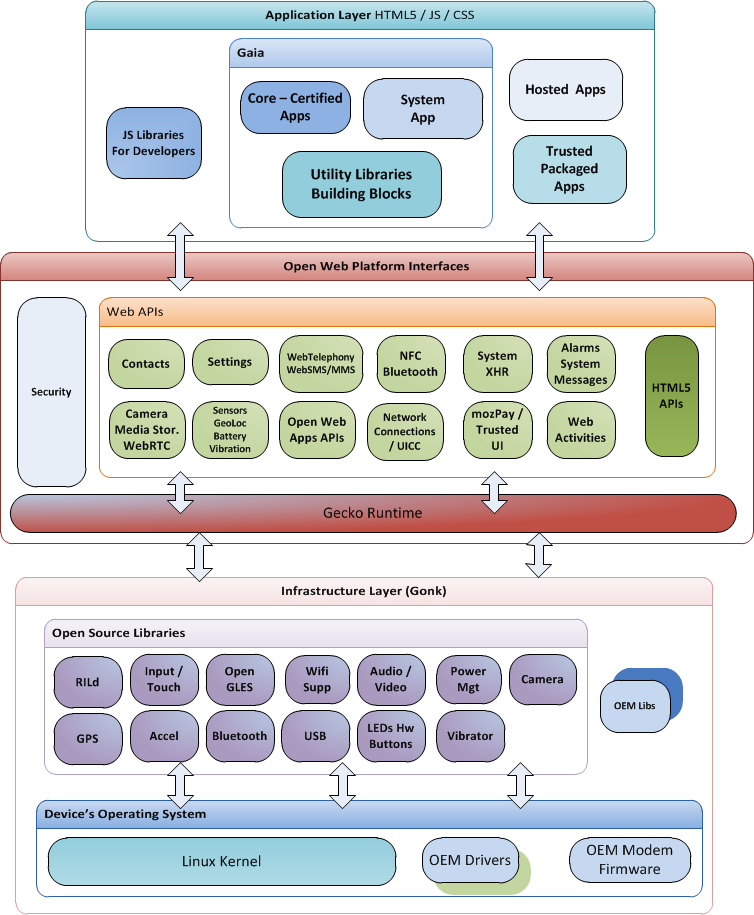 Application Layer HTML5 / JS / CSS
Gaia
Core – Certified
Apps
System
App
Hosted Apps
JS Libraries
For Developers
Utility Libraries
Building Blocks
Trusted
Packaged
Apps
Open Web Platform Interfaces
Security
Web APIs
Contacts
Settings
WebTelephony
WebSMS/MMS
NFC
Bluetooth
System
XHR
Alarms
System
Messages
HTML5
APIs
Camera
Media Stor.
WebRTC
Sensors
GeoLoc
Battery
Vibration
Open Web
Apps APIs
Network
Connections
/ UICC
mozPay /
Trusted
UI
Web
Activities
Gecko Runtime
Infrastructure Layer (Gonk)
Open Source Libraries
RILd
Input /
Touch
Open
GLES
Wifi
Supp
Audio /
Video
Power
Mgt
Camera
OEM Libs
GPS
Accel
Bluetooth
USB
LEDs Hw
Buttons
Vibrator
Device's Operating System
Linux Kernel
OEM Drivers
OEM Modem
Firmware